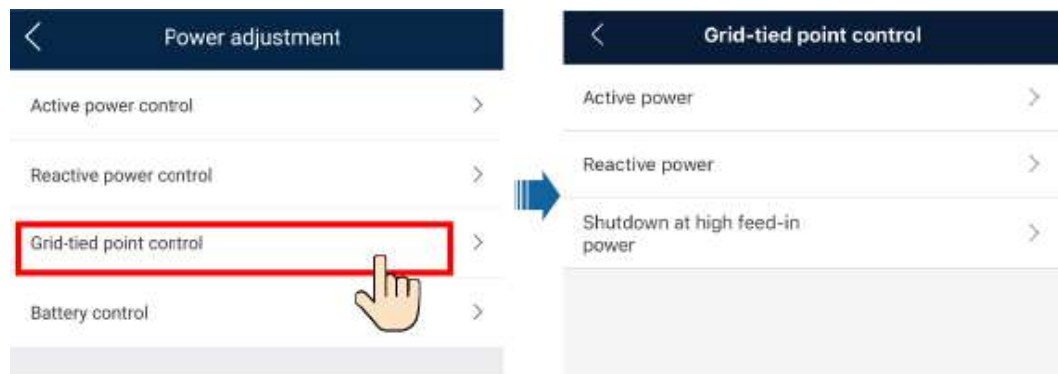 Power adjustment
Active power control
Reactive power control
Grid-tied point control
Battery control
Grid-tied point control
Active power
Reactive power
Shutdown at high feed-in
power